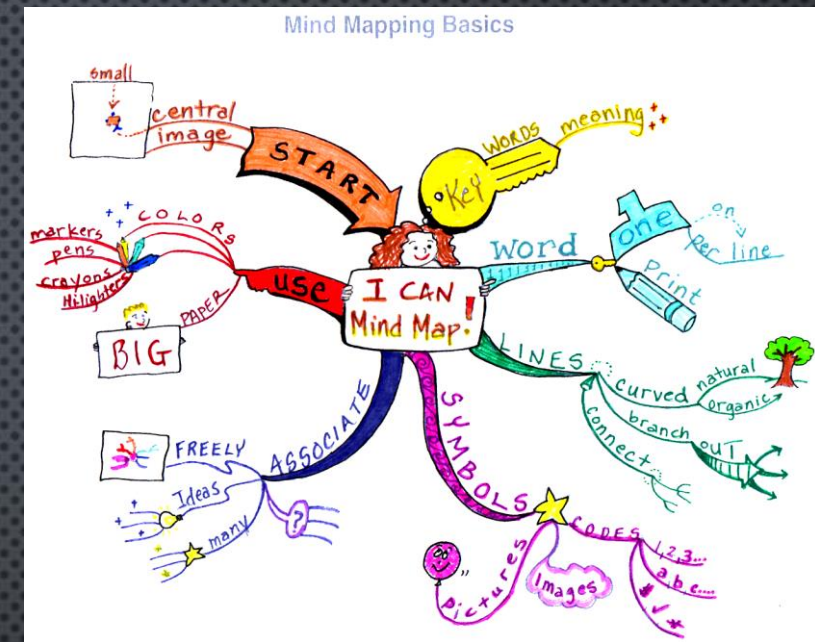 Mind Mapping Basics
small
central
image
START
Key
WORDS
meaning
word
one
on
per line
Print
I CAN
Mind Map!
use
COLORS
markers
pens
crayons
Hilighters
PAPER
BIG
LINES
curved
natural
organic
branch out
connect
ASSOCIATE
FREELY
Ideas
many
?
SYMBOLS
CODES
1,2,3...
a,b,c....
Images
Pictures